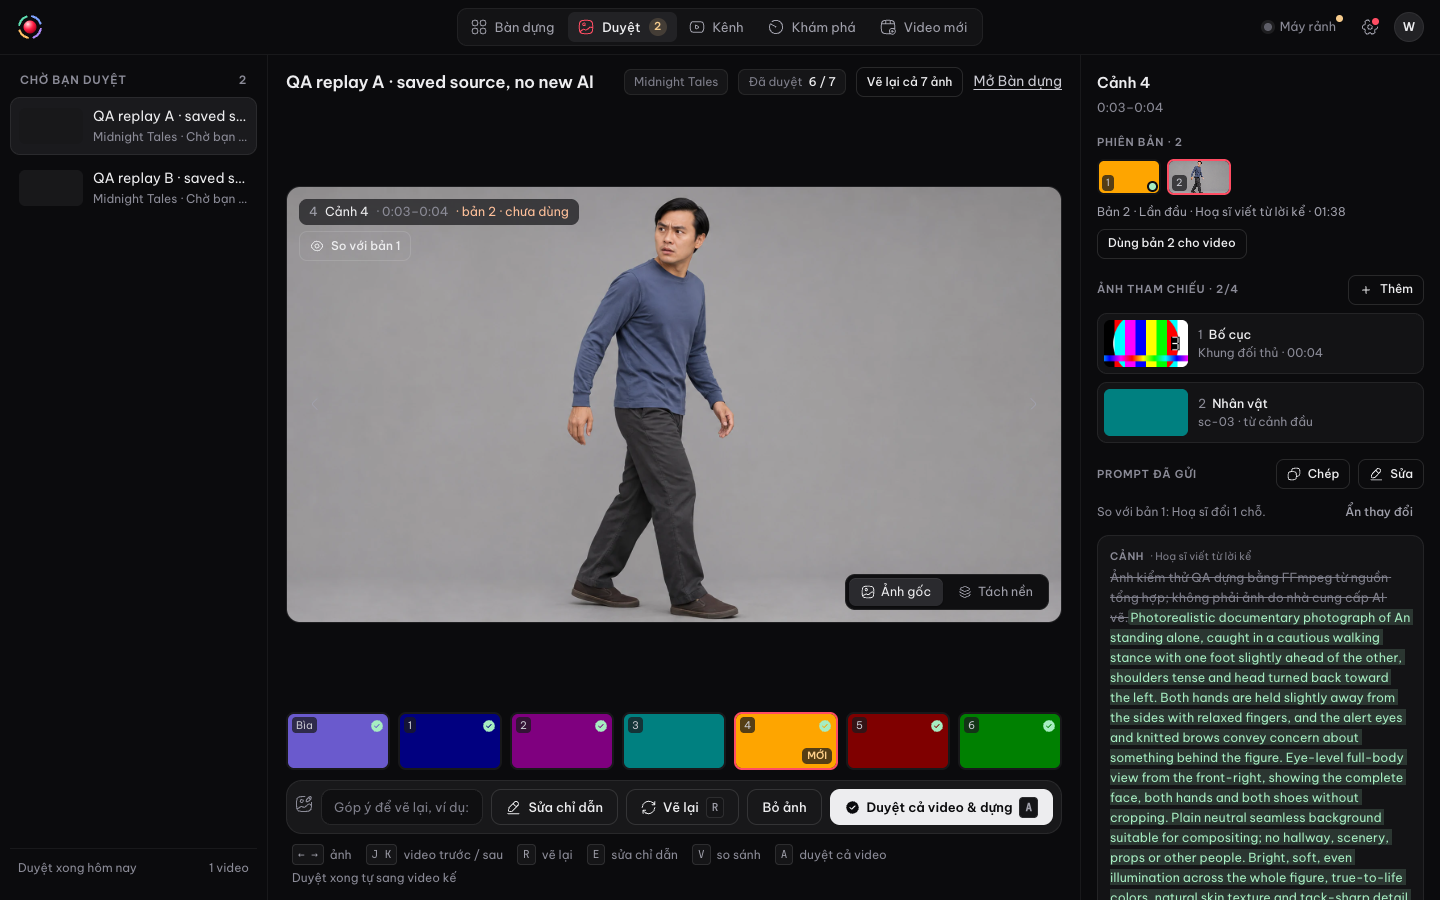 Bàn dựng
Duyệt 2
Kênh
Khám phá
Video mới
Máy rảnh
W
CHỜ BẠN DUYỆT 2
QA replay A · saved s...
Midnight Tales · Chờ bạn ...
QA replay B · saved s...
Midnight Tales · Chờ bạn ...
Duyệt xong hôm nay 1 video
QA replay A · saved source, no new AI
Midnight Tales
Đã duyệt 6 / 7
Vẽ lại cả 7 ảnh
Mở Bàn dựng
4 Cảnh 4 · 0:03–0:04 · bản 2 · chưa dùng
So với bản 1
Ảnh gốc
Tách nền
Bìa
1
2
3
4
MỚI
5
6
Góp ý để vẽ lại, ví dụ:
Sửa chỉ dẫn
Vẽ lại R
Bỏ ảnh
Duyệt cả video & dựng A
← → ảnh
J K video trước / sau
R vẽ lại
E sửa chỉ dẫn
V so sánh
A duyệt cả video
Duyệt xong tự sang video kế
Cảnh 4
0:03–0:04
PHIÊN BẢN · 2
1
2
Bản 2 · Lần đầu · Hoạ sĩ viết từ lời kể · 01:38
Dùng bản 2 cho video
ẢNH THAM CHIẾU · 2/4
+ Thêm
1 Bố cục
Khung đối thủ · 00:04
2 Nhân vật
sc-03 · từ cảnh đầu
PROMPT ĐÃ GỬI
Chép
Sửa
So với bản 1: Hoạ sĩ đổi 1 chỗ.
Ẩn thay đổi
CẢNH · Hoạ sĩ viết từ lời kể
Ảnh kiểm thử QA dựng bằng FFmpeg từ nguồn
tổng hợp; không phải ảnh do nhà cung cấp AI
vẽ.Photorealistic documentary photograph of An
standing alone, caught in a cautious walking
stance with one foot slightly ahead of the other,
shoulders tense and head turned back toward
the left. Both hands are held slightly away from
the sides with relaxed fingers, and the alert eyes
and knitted brows convey concern about
something behind the figure. Eye-level full-body
view from the front-right, showing the complete
face, both hands and both shoes without
cropping. Plain neutral seamless background
suitable for compositing; no hallway, scenery,
props or other people. Bright, soft, even
illumination across the whole figure, true-to-life
colors, natural skin texture and tack-sharp detail